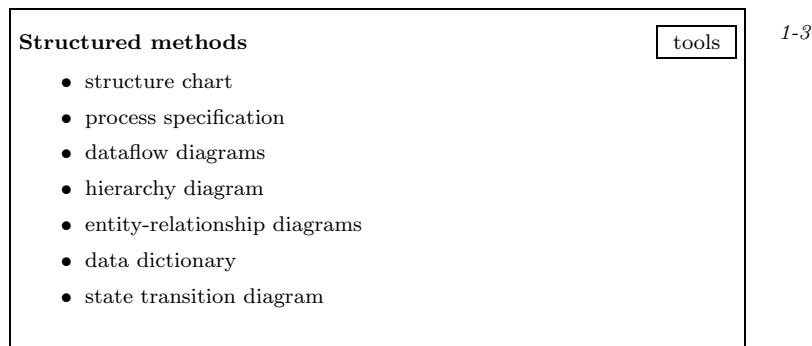 Structured methods tools 1-3
• structure chart
• process specification
• dataflow diagrams
• hierarchy diagram
• entity-relationship diagrams
• data dictionary
• state transition diagram